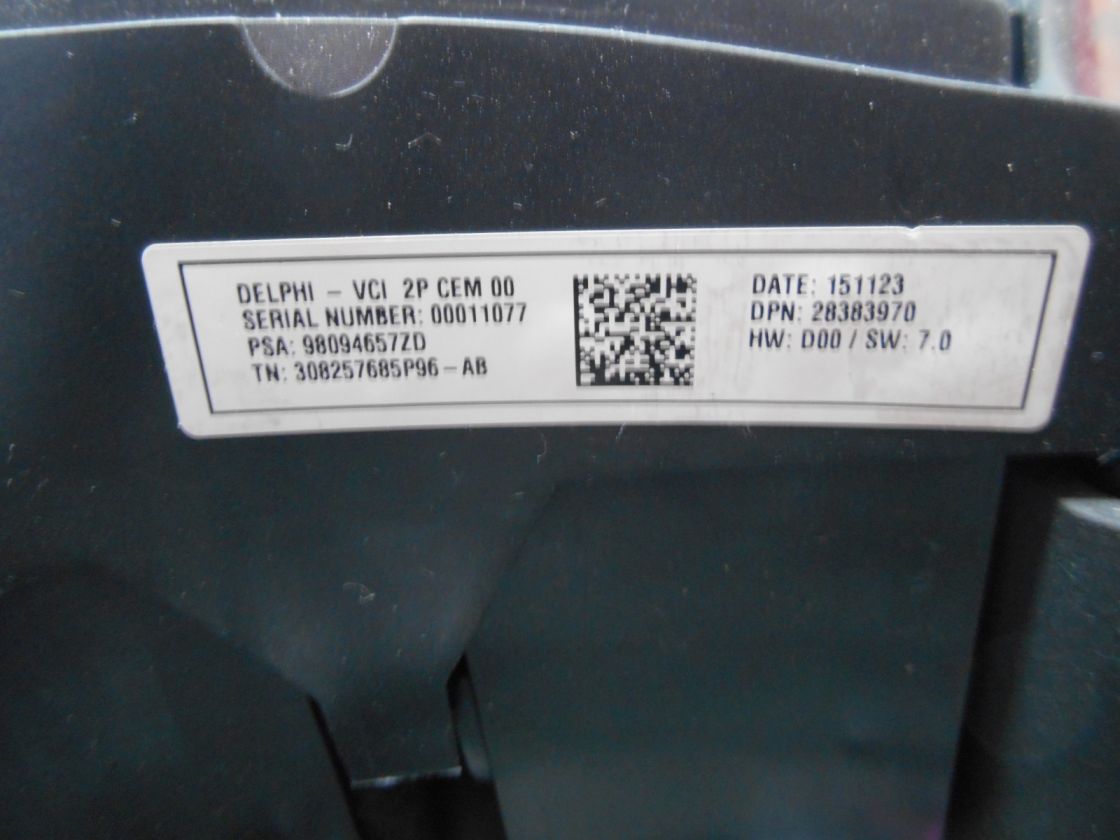 DELPHI - VCI 2P CEM 00
SERIAL NUMBER: 00011077
PSA: 98094657ZD
TN: 308257685P96-AB
DATE: 151123
DPN: 28383970
HW: D00 / SW: 7.0